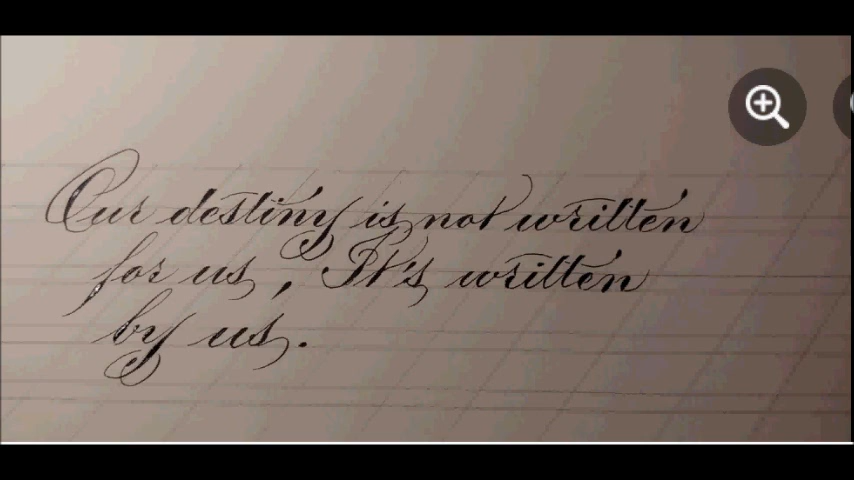 Our destiny is not written
for us, It's written
by us.